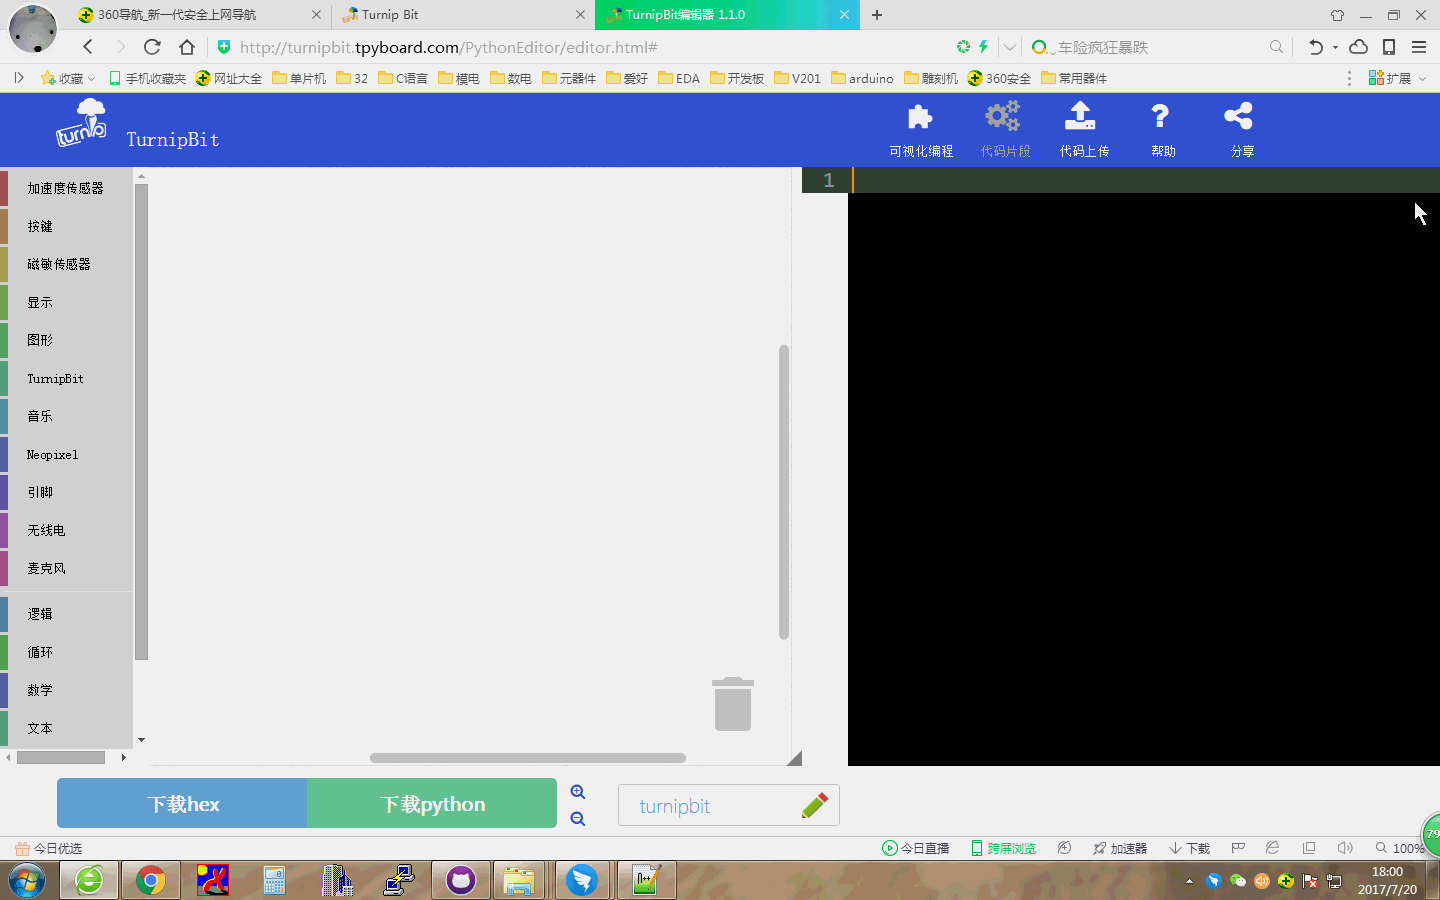 360导航_新一代安全上网导航
Turnip Bit
TurnipBit编辑器 1.1.0
http://turnipbit.tpyboard.com/PythonEditor/editor.html#
车险疯狂暴跌
收藏
手机收藏夹
网址大全
单片机
32
C语言
模电
数电
元器件
爱好
EDA
开发板
V201
arduino
雕刻机
360安全
常用器件
扩展
turnip
TurnipBit
可视化编程
代码片段
代码上传
帮助
分享
加速度传感器
按键
磁敏传感器
显示
图形
TurnipBit
音乐
Neopixel
引脚
无线电
麦克风
逻辑
循环
数学
文本
1
下载hex
下载python
turnipbit
79
今日优选
今日直播
跨屏浏览
加速器
下载
100%
18:00
2017/7/20